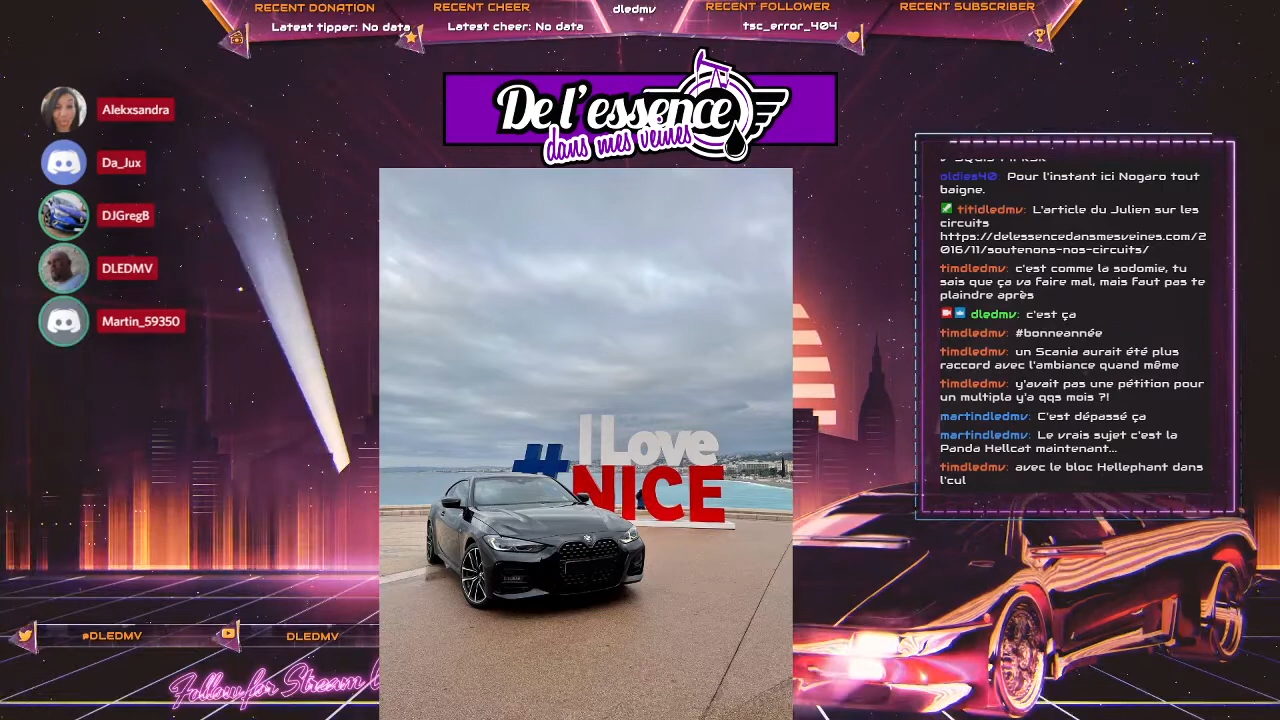 RECENT DONATION
Latest tipper: No data
RECENT CHEER
Latest cheer: No data
dledmv
RECENT FOLLOWER
tsc_error_404
RECENT SUBSCRIBER
De l'essence
dans mes veines
Alekxsandra
Da_Jux
DJGregB
DLEDMV
Martin_59350
# I Love
NICE
oldies40: Pour l'instant ici Nogaro tout
baigne.
titidledmv: L'article du Julien sur les
circuits
https://delessencedansmesveines.com/2
016/11/soutenons-nos-circuits/
timdledmv: c'est comme la sodomie, tu
sais que ça va faire mal, mais faut pas te
plaindre après
dledmv: c'est ça
timdledmv: #bonneannée
timdledmv: un Scania aurait été plus
raccord avec l'ambiance quand même
timdledmv: y'avait pas une pétition pour
un multipla y'a qqs mois ?!
martindledmv: C'est dépassé ça
martindledmv: Le vrais sujet c'est la
Panda Hellcat maintenant...
timdledmv: avec le bloc Hellephant dans
l'cul
@DLEDMV
DLEDMV
Follow for Stream